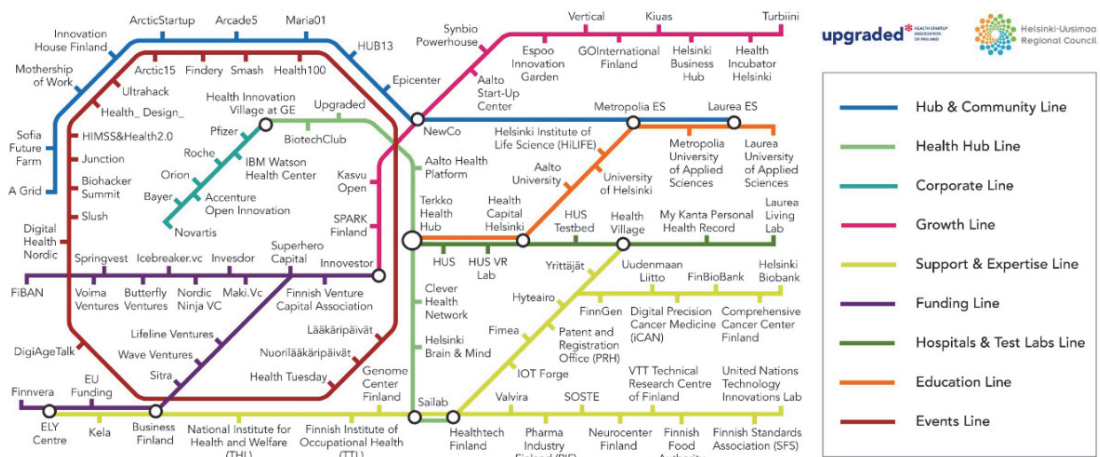 ArcticStartup
Arcade5
Maria01
Innovation
House Finland
HUB13
Mothership
of Work
Epicenter
Sofia
Future
Farm
A Grid
Arctic15
Findery
Smash
Health100
Ultrahack
Health_ Design_
HIMSS&Health2.0
Junction
Biohacker
Summit
Slush
Digital
Health
Nordic
DigiAgeTalk
Health Innovation
Village at GE
Upgraded
BiotechClub
Pfizer
Roche
IBM Watson
Health Center
Orion
Accenture
Open Innovation
Bayer
Novartis
Synbio
Powerhouse
Vertical
Kiuas
Turbiini
Espoo
Innovation
Garden
GOInternational
Finland
Helsinki
Business
Hub
Health
Incubator
Helsinki
Aalto
Start-Up
Center
NewCo
Kasvu
Open
SPARK
Finland
Innovestor
Metropolia ES
Laurea ES
Helsinki Institute of
Life Science (HiLIFE)
Metropolia
University
of Applied
Sciences
Laurea
University
of Applied
Sciences
Aalto
University
University
of Helsinki
Aalto Health
Platform
Terkko
Health
Hub
Health
Capital
Helsinki
HUS
Testbed
Health
Village
My Kanta Personal
Health Record
Laurea
Living
Lab
HUS
HUS VR
Lab
Clever
Health
Network
Helsinki
Brain & Mind
Superhero
Capital
Springvest
Icebreaker.vc
Invesdor
FiBAN
Voima
Ventures
Butterfly
Ventures
Nordic
Ninja VC
Maki.Vc
Finnish Venture
Capital Association
Lifeline Ventures
Wave Ventures
Sitra
Lääkäripäivät
Nuorilääkäripäivät
Health Tuesday
Yrittäjät
Uudenmaan
Liitto
FinBioBank
Helsinki
Biobank
Hyteairo
FinnGen
Digital Precision
Cancer Medicine
(iCAN)
Comprehensive
Cancer Center
Finland
Fimea
Patent and
Registration
Office (PRH)
IOT Forge
Finnvera
EU
Funding
ELY
Centre
Kela
Business
Finland
National Institute for
Health and Welfare
(THL)
Finnish Institute of
Occupational Health
(TTL)
Genome
Center
Finland
Sailab
Healthtech
Finland
Valvira
SOSTE
VTT Technical
Research Centre
of Finland
United Nations
Technology
Innovations Lab
Pharma
Industry
Finland (PIF)
Neurocenter
Finland
Finnish
Food
Authority
Finnish Standards
Association (SFS)
upgraded
HEALTH STARTUP
ASSOCIATION
OF FINLAND
Helsinki-Uusimaa
Regional Council
Hub & Community Line
Health Hub Line
Corporate Line
Growth Line
Support & Expertise Line
Funding Line
Hospitals & Test Labs Line
Education Line
Events Line